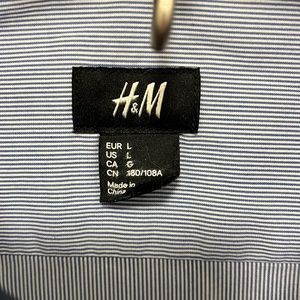 H&M
EUR L
US L
CA G
CN 180/108A
Made in
China